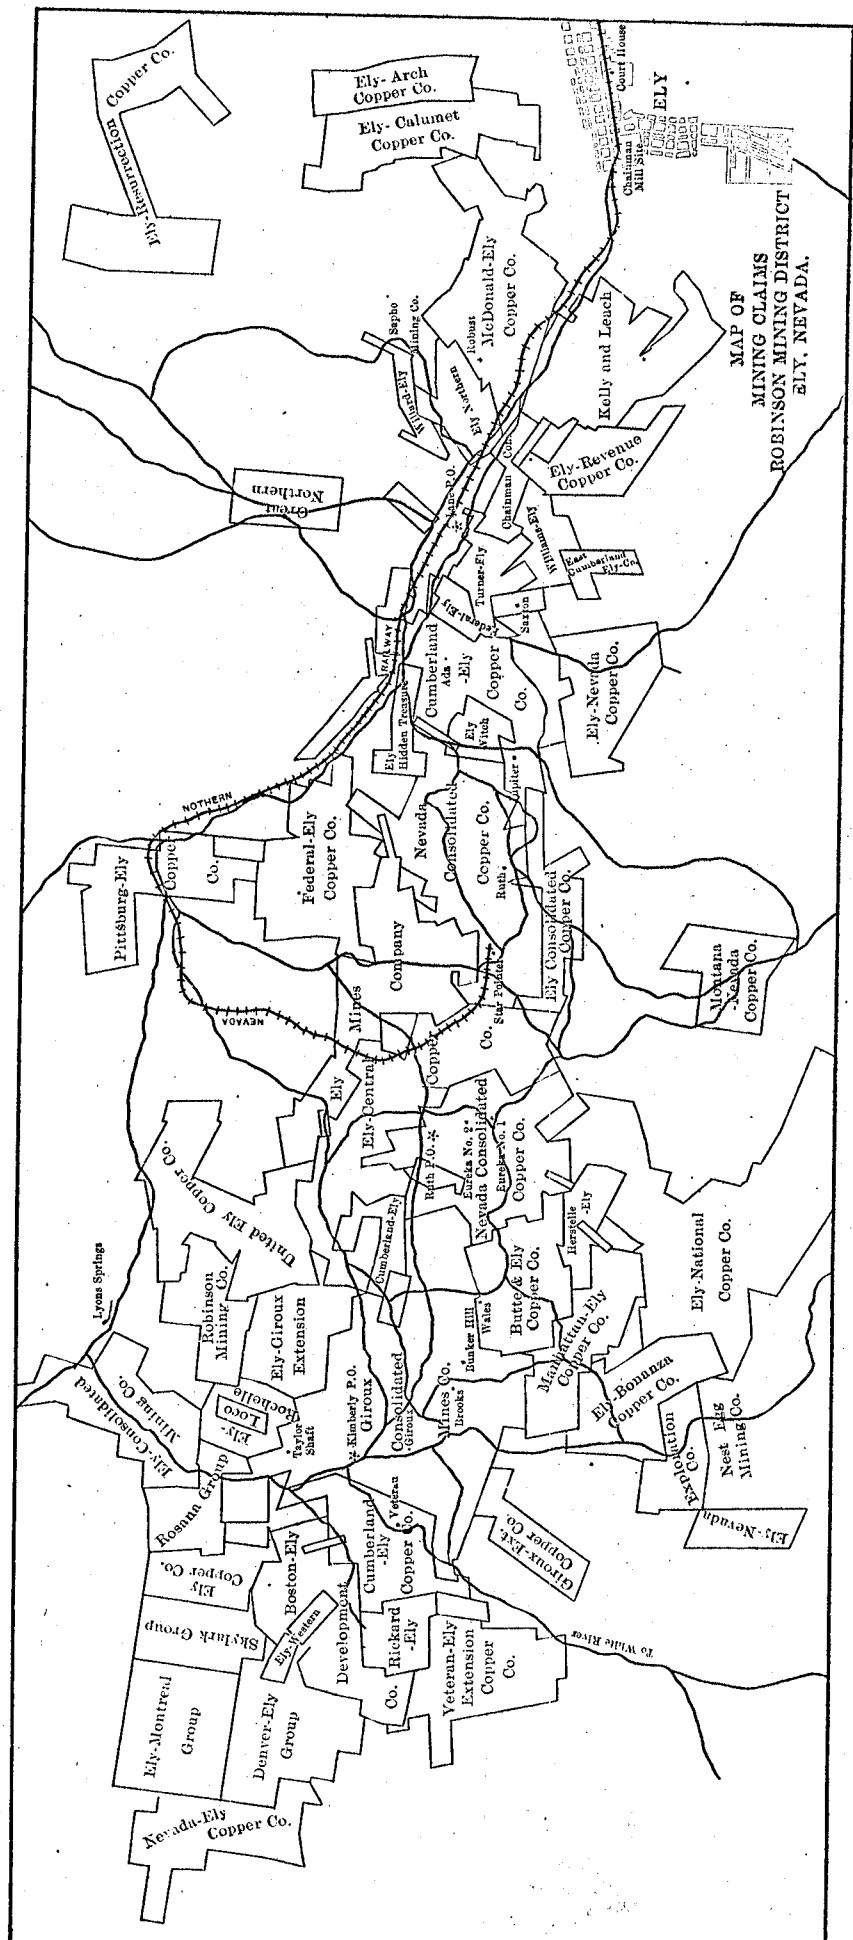 Ely-Resurrection Copper Co.
Ely-Arch
Copper Co.
Ely-Calumet
Copper Co.
Court House
ELY
Chainman
Mill Site
MAP OF
MINING CLAIMS
ROBINSON MINING DISTRICT
ELY, NEVADA.
Sapho
Willard-Ely Mining Co.
Robust
McDonald-Ely
Copper Co.
Ely Northern
Kelly and Leach
Great
Northern
Lane P.O.
Chainman Con.
Ely-Revenue
Copper Co.
Turner-Ely
Williams-Ely
East
Cumberland
Ely-Co.
Federal-Ely
Saxton
RAILWAY
Cumberland
Ada
-Ely
Copper
Co.
Ely
Hidden Treasure
Ely
Witch
Ely-Nevada
Copper Co.
Jupiter
NOTHERN
Pittsburg-Ely
Copper
Co.
Federal-Ely
Copper Co.
Nevada
Consolidated
Copper Co.
Ruth
Ely Consolidated
Copper Co.
Montana
-Nevada
Copper Co.
Star Pointer
NEVADA
Ely
Mines
Company
Ely-Central
Copper
Co.
United Ely Copper Co.
Cumberland-Ely
Ruth P.O.
Eureka No. 2
Nevada Consolidated
Eureka No. 1
Copper Co.
Herstelle
-Ely
Ely-National
Copper Co.
Lyons Springs
Robinson
Mining Co.
Ely-Giroux
Extension
Butte & Ely
Copper Co.
Bunker Hill
Wales
Manhattan-Ely
Copper Co.
Ely-Bonanza
Copper Co.
Nest Egg
Mining Co.
Ely-Nevada
Exploration
Co.
Ely-Consolidated
Mining Co.
Ely-
Rochelle
Loco
Taylor
Shaft
Kimberly P.O.
Giroux
Consolidated
Giroux
Mines Co.
Brooks
Rosana Group
Ely
Copper Co.
Skylark Group
Boston-Ely
Ely-Western
Development
Co.
Cumberland
-Ely
Veteran
Copper Co.
Rickard
-Ely
Giroux-Ext.
Copper Co.
Veteran-Ely
Extension
Copper
Co.
To White River
Ely-Montreal
Group
Denver-Ely
Group
Nevada-Ely
Copper Co.